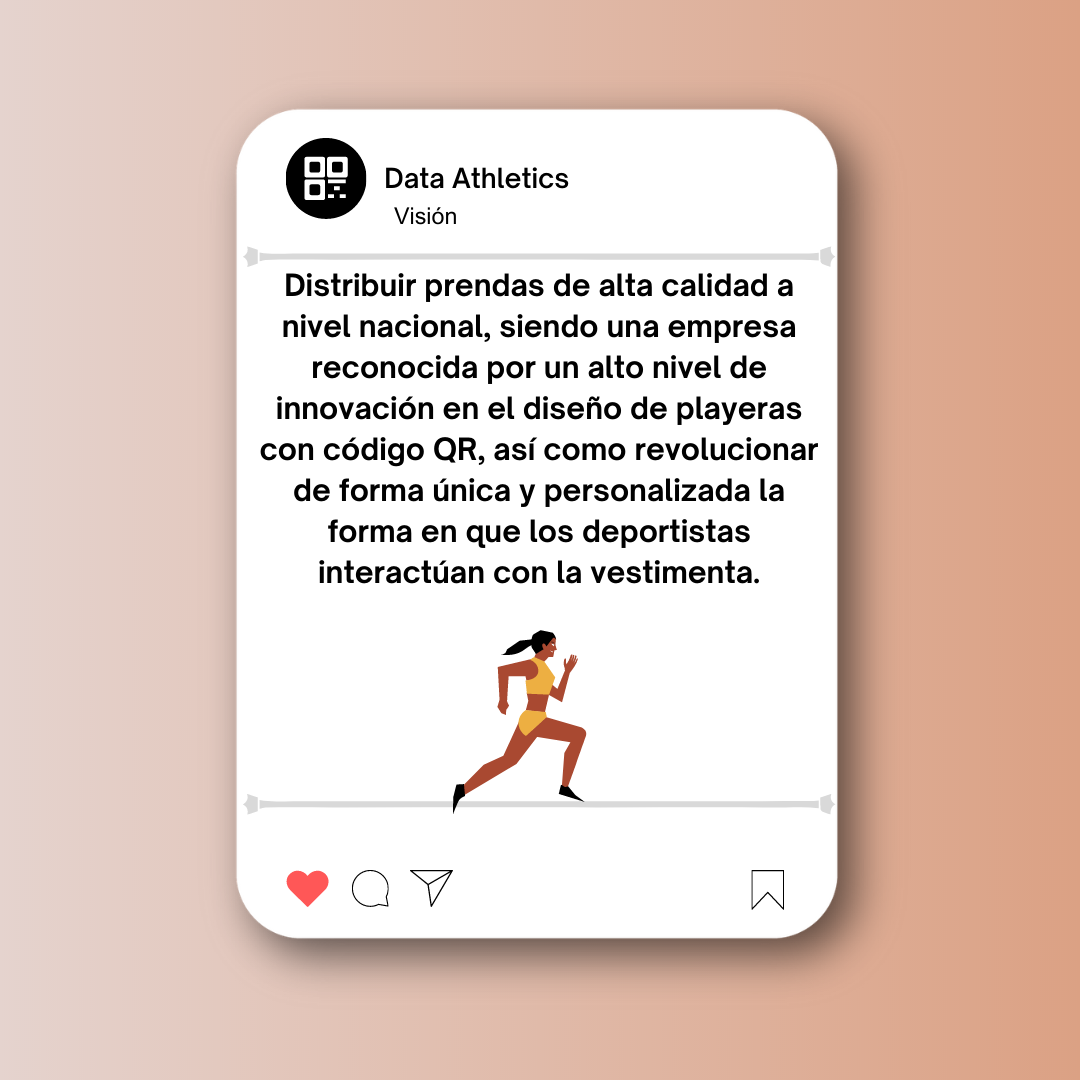 Data Athletics
Visión
Distribuir prendas de alta calidad a
nivel nacional, siendo una empresa
reconocida por un alto nivel de
innovación en el diseño de playeras
con código QR, así como revolucionar
de forma única y personalizada la
forma en que los deportistas
interactúan con la vestimenta.